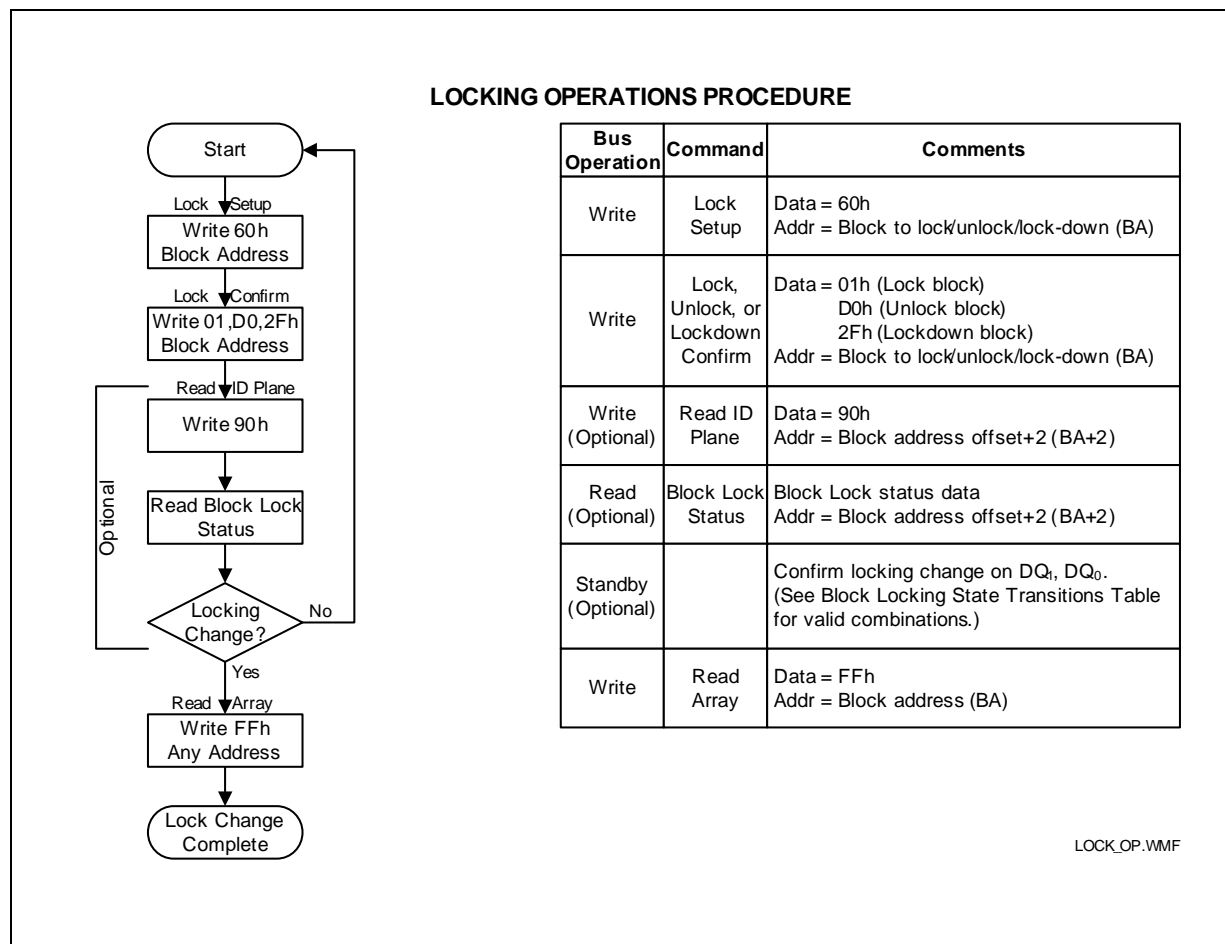 LOCKING OPERATIONS PROCEDURE
Start
Lock Setup
Write 60h
Block Address
Lock Confirm
Write 01,D0,2Fh
Block Address
Read ID Plane
Write 90h
Optional
Read Block Lock
Status
Locking
Change?
No
Yes
Read Array
Write FFh
Any Address
Lock Change
Complete
Bus
Operation
Command
Comments
Write
Lock
Setup
Data = 60h
Addr = Block to lock/unlock/lock-down (BA)
Write
Lock,
Unlock, or
Lockdown
Confirm
Data = 01h (Lock block)
D0h (Unlock block)
2Fh (Lockdown block)
Addr = Block to lock/unlock/lock-down (BA)
Write
(Optional)
Read ID
Plane
Data = 90h
Addr = Block address offset+2 (BA+2)
Read
(Optional)
Block Lock
Status
Block Lock status data
Addr = Block address offset+2 (BA+2)
Standby
(Optional)
Confirm locking change on DQ₁, DQ₀.
(See Block Locking State Transitions Table
for valid combinations.)
Write
Read
Array
Data = FFh
Addr = Block address (BA)
LOCK_OP.WMF